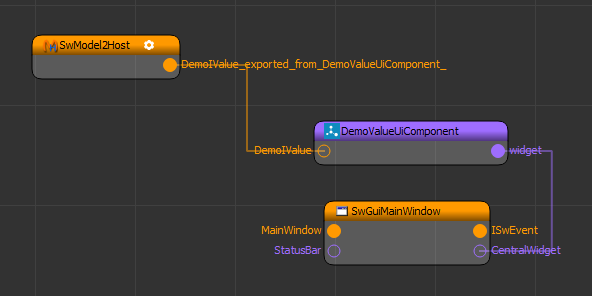 SwModel2Host
DemoIValue_exported_from_DemoValueUiComponent_
DemoValueUiComponent
DemoIValue
widget
SwGuiMainWindow
MainWindow
ISwEvent
StatusBar
CentralWidget